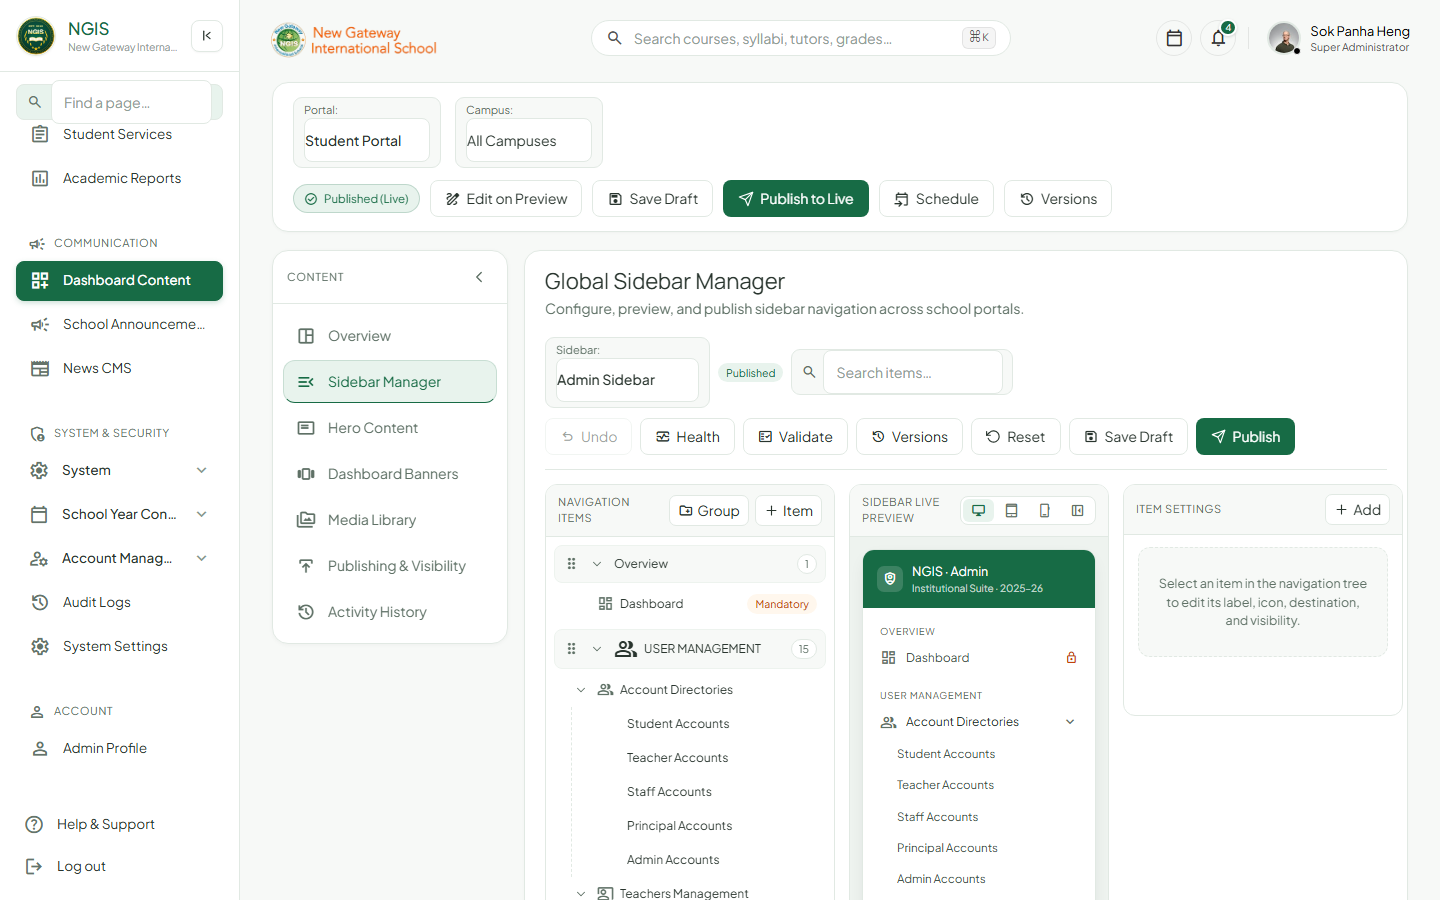 NGIS
New Gateway Interna...
Find a page...
Student Services
Academic Reports
COMMUNICATION
Dashboard Content
School Announceme...
News CMS
SYSTEM & SECURITY
System
School Year Con...
Account Manag...
Audit Logs
System Settings
ACCOUNT
Admin Profile
Help & Support
Log out
NGIS
New Gateway
International School
Search courses, syllabi, tutors, grades...
⌘K
4
Sok Panha Heng
Super Administrator
Portal:
Student Portal
Campus:
All Campuses
Published (Live)
Edit on Preview
Save Draft
Publish to Live
Schedule
Versions
CONTENT
Overview
Sidebar Manager
Hero Content
Dashboard Banners
Media Library
Publishing & Visibility
Activity History
Global Sidebar Manager
Configure, preview, and publish sidebar navigation across school portals.
Sidebar:
Admin Sidebar
Published
Search items...
Undo
Health
Validate
Versions
Reset
Save Draft
Publish
NAVIGATION
ITEMS
Group
Item
Overview
1
Dashboard
Mandatory
USER MANAGEMENT
15
Account Directories
Student Accounts
Teacher Accounts
Staff Accounts
Principal Accounts
Admin Accounts
Teachers Management
SIDEBAR LIVE
PREVIEW
NGIS · Admin
Institutional Suite · 2025-26
OVERVIEW
Dashboard
USER MANAGEMENT
Account Directories
Student Accounts
Teacher Accounts
Staff Accounts
Principal Accounts
Admin Accounts
ITEM SETTINGS
Add
Select an item in the navigation tree
to edit its label, icon, destination,
and visibility.